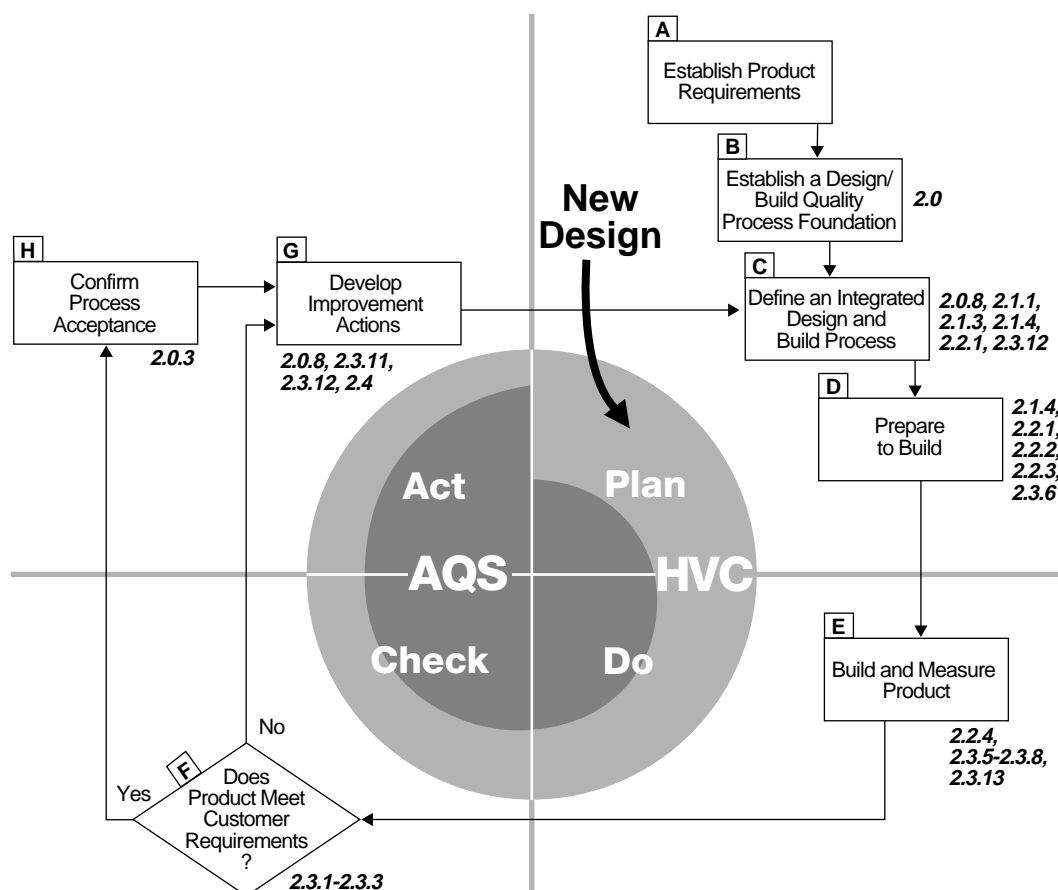 A
Establish Product
Requirements
B
Establish a Design/
Build Quality
Process Foundation
2.0
New
Design
H
Confirm
Process
Acceptance
2.0.3
G
Develop
Improvement
Actions
2.0.8, 2.3.11,
2.3.12, 2.4
C
Define an Integrated
Design and
Build Process
2.0.8, 2.1.1,
2.1.3, 2.1.4,
2.2.1, 2.3.12
D
Prepare
to Build
2.1.4,
2.2.1,
2.2.2,
2.2.3,
2.3.6
Act
Plan
AQS
HVC
Check
Do
E
Build and Measure
Product
2.2.4,
2.3.5-2.3.8,
2.3.13
No
Yes
F
Does
Product Meet
Customer
Requirements
?
2.3.1-2.3.3